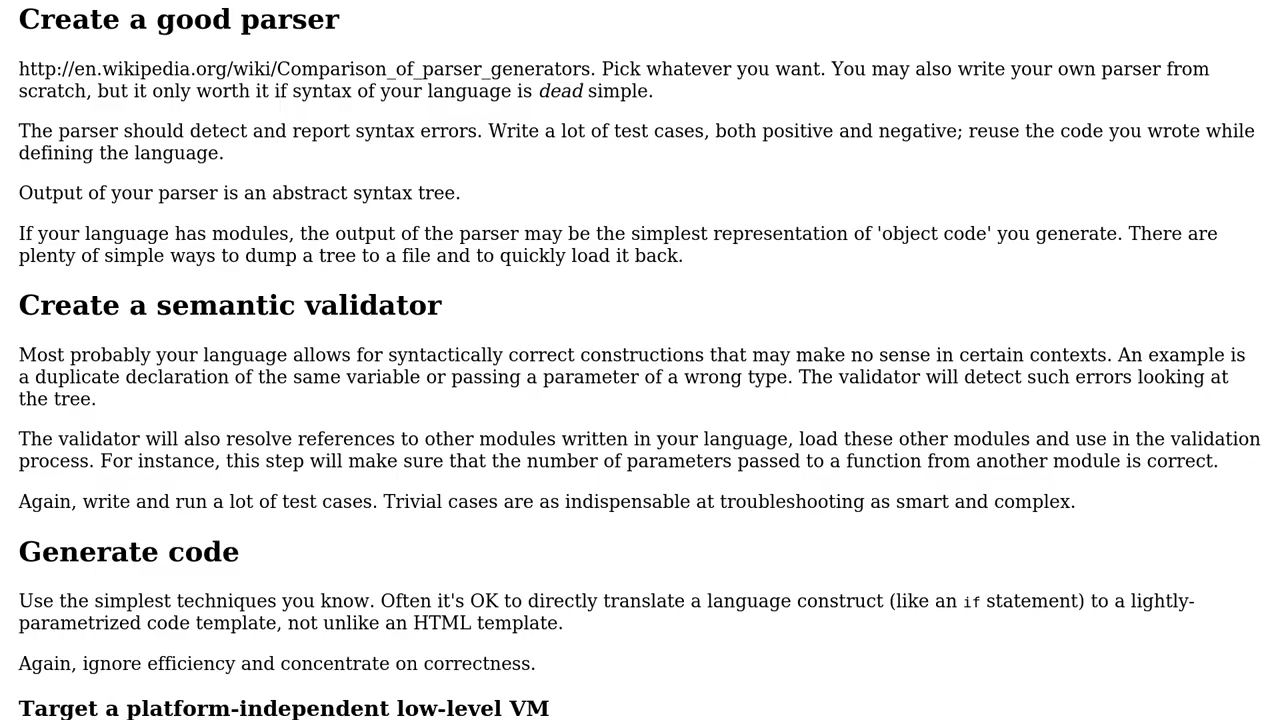 Create a good parser
http://en.wikipedia.org/wiki/Comparison_of_parser_generators. Pick whatever you want. You may also write your own parser from
scratch, but it only worth it if syntax of your language is dead simple.
The parser should detect and report syntax errors. Write a lot of test cases, both positive and negative; reuse the code you wrote while
defining the language.
Output of your parser is an abstract syntax tree.
If your language has modules, the output of the parser may be the simplest representation of 'object code' you generate. There are
plenty of simple ways to dump a tree to a file and to quickly load it back.
Create a semantic validator
Most probably your language allows for syntactically correct constructions that may make no sense in certain contexts. An example is
a duplicate declaration of the same variable or passing a parameter of a wrong type. The validator will detect such errors looking at
the tree.
The validator will also resolve references to other modules written in your language, load these other modules and use in the validation
process. For instance, this step will make sure that the number of parameters passed to a function from another module is correct.
Again, write and run a lot of test cases. Trivial cases are as indispensable at troubleshooting as smart and complex.
Generate code
Use the simplest techniques you know. Often it's OK to directly translate a language construct (like an if statement) to a lightly-
parametrized code template, not unlike an HTML template.
Again, ignore efficiency and concentrate on correctness.
Target a platform-independent low-level VM